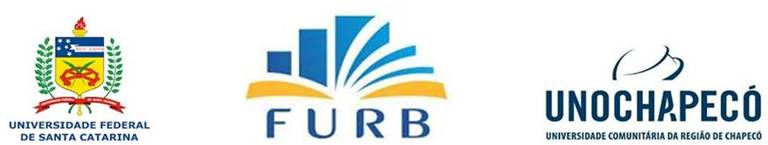 UNIVERSIDADE FEDERAL
DE SANTA CATARINA
FURB
UNOCHAPECÓ
UNIVERSIDADE COMUNITÁRIA DA REGIÃO DE CHAPECÓ